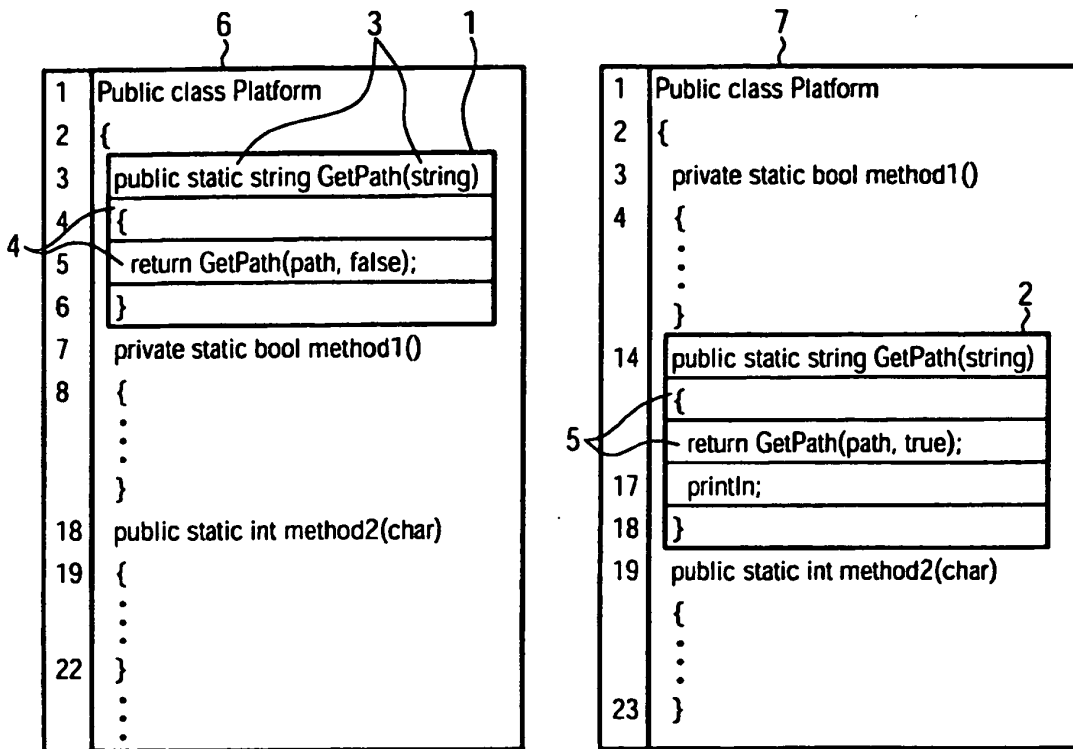 6 3 1
1 Public class Platform
2 {
3 public static string GetPath(string)
4 {
4
5 return GetPath(path, false);
6 }
7 private static bool method1()
8 {
}
18 public static int method2(char)
19 {
22 }
7
1 Public class Platform
2 {
3 private static bool method1()
4 {
}
2
14 public static string GetPath(string)
{
5
return GetPath(path, true);
17 println;
18 }
19 public static int method2(char)
{
23 }